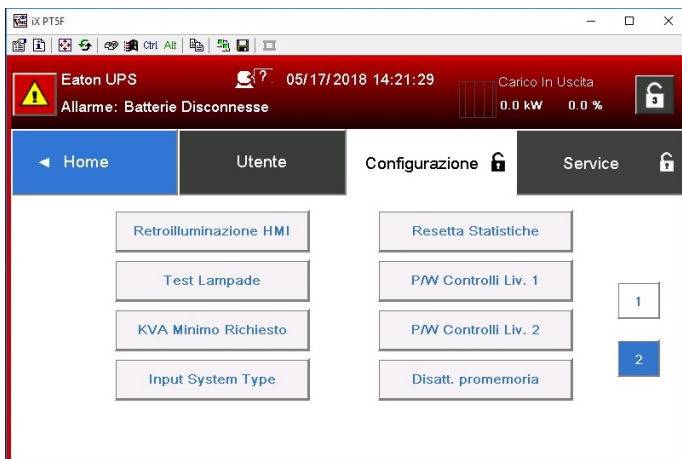 iX PT5F
Ctrl Alt
Eaton UPS
? 05/17/2018 14:21:29
Carico In Uscita
Allarme: Batterie Disconnesse
0.0 kW 0.0 %
3
◄ Home
Utente
Configurazione
Service
Retroilluminazione HMI
Resetta Statistiche
Test Lampade
P/W Controlli Liv. 1
1
KVA Minimo Richiesto
P/W Controlli Liv. 2
2
Input System Type
Disatt. promemoria